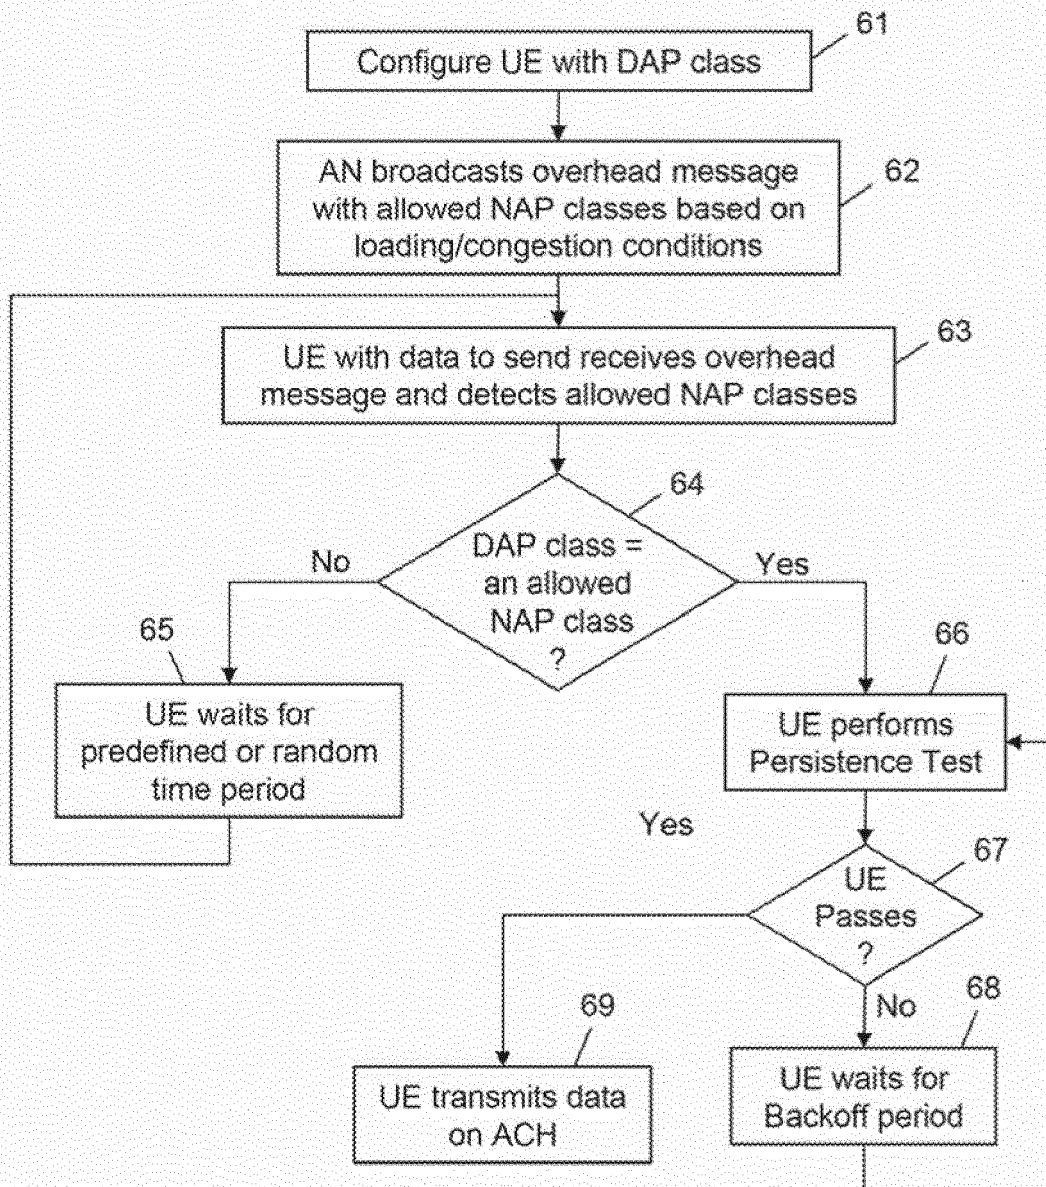 61
Configure UE with DAP class
AN broadcasts overhead message
with allowed NAP classes based on
loading/congestion conditions
62
63
UE with data to send receives overhead
message and detects allowed NAP classes
64
DAP class =
an allowed
NAP class
?
No
Yes
65
UE waits for
predefined or random
time period
66
UE performs
Persistence Test
Yes
67
UE
Passes
?
No
68
UE waits for
Backoff period
69
UE transmits data
on ACH